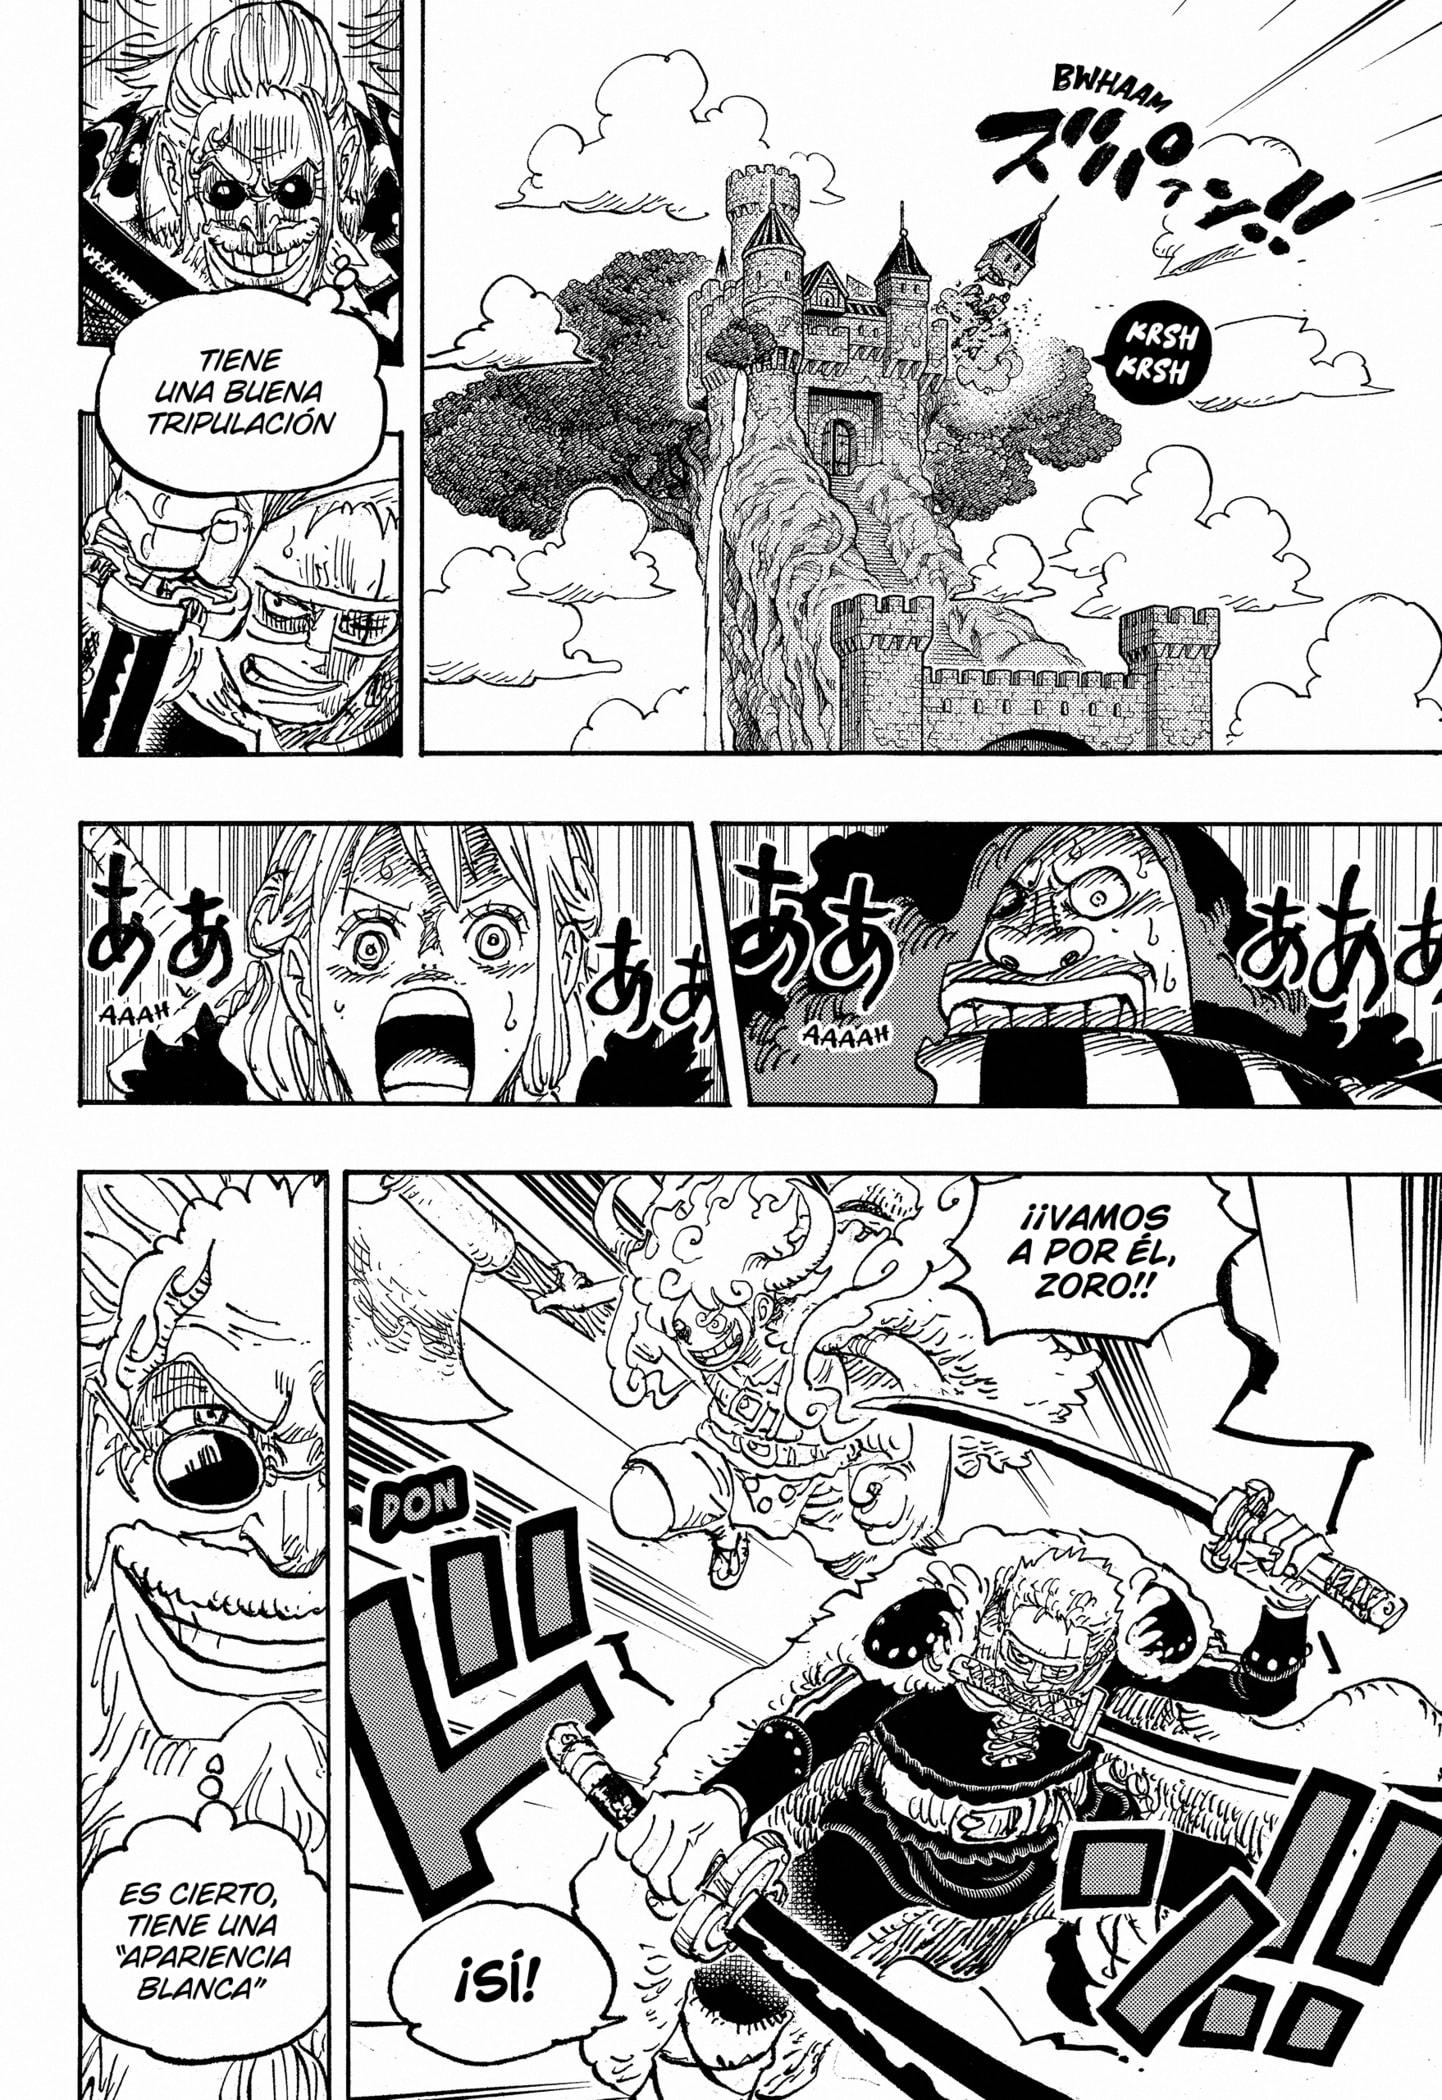 BWHAAM
ズパァン!!
KRSH
KRSH
TIENE
UNA BUENA
TRIPULACIÓN
ああ
ああああ
AAAAH
ああ
ああ
AAAH
¡¡VAMOS
A POR ÉL,
ZORO!!
DON
ドドン!!
¡SÍ!
ES CIERTO,
TIENE UNA
“APARIENCIA
BLANCA”